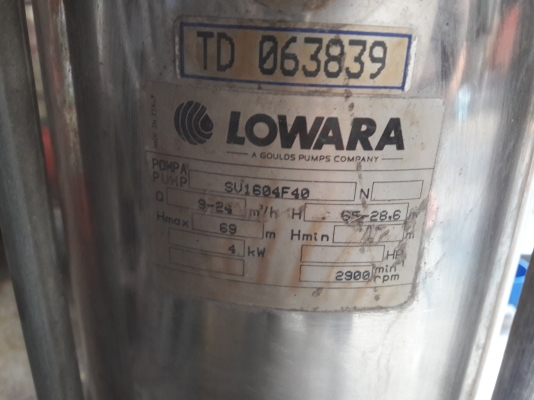 TD 063839
LOWARA
A GOULDS PUMPS COMPANY
POMPA
PUMP SV1604F40 N
Q 9-24 m³/h H 65-28.6 m
Hmax 69 m Hmin m
4 kW HP
2900 min rpm